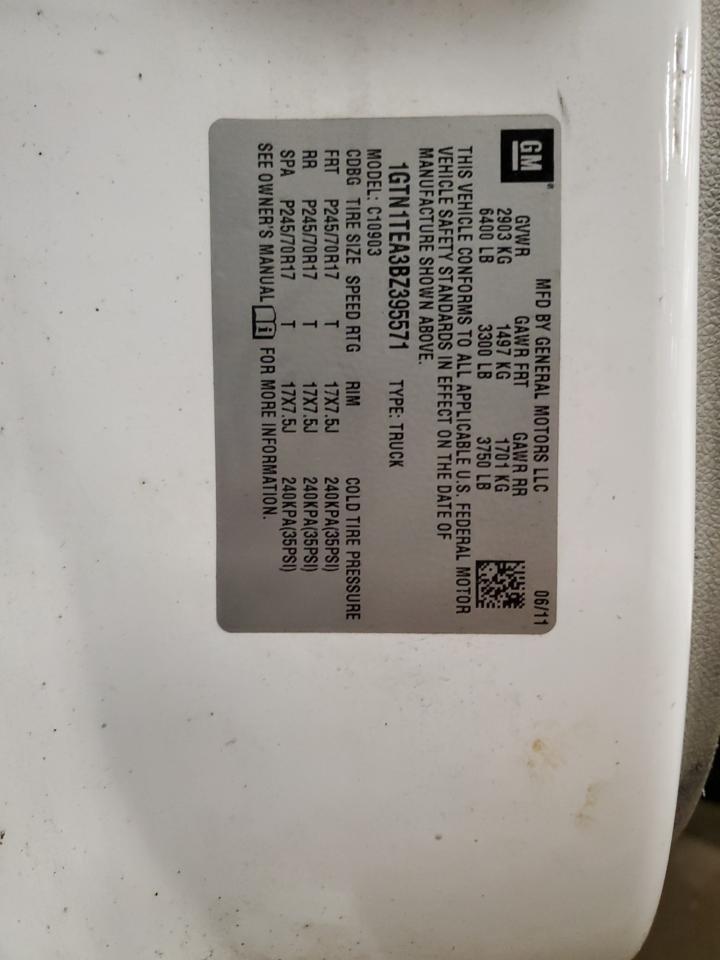 GM
MFD BY GENERAL MOTORS LLC 06/11
GVWR GAWR FRT GAWR RR
2903 KG 1497 KG 1701 KG
6400 LB 3300 LB 3750 LB
THIS VEHICLE CONFORMS TO ALL APPLICABLE U.S. FEDERAL MOTOR
VEHICLE SAFETY STANDARDS IN EFFECT ON THE DATE OF
MANUFACTURE SHOWN ABOVE.
1GTN1TEA3BZ395571 TYPE: TRUCK
MODEL: C10903
CDBG TIRE SIZE SPEED RTG RIM COLD TIRE PRESSURE
FRT P245/70R17 T 17X7.5J 240KPA(35PSI)
RR P245/70R17 T 17X7.5J 240KPA(35PSI)
SPA P245/70R17 T 17X7.5J 240KPA(35PSI)
SEE OWNER'S MANUAL i FOR MORE INFORMATION.